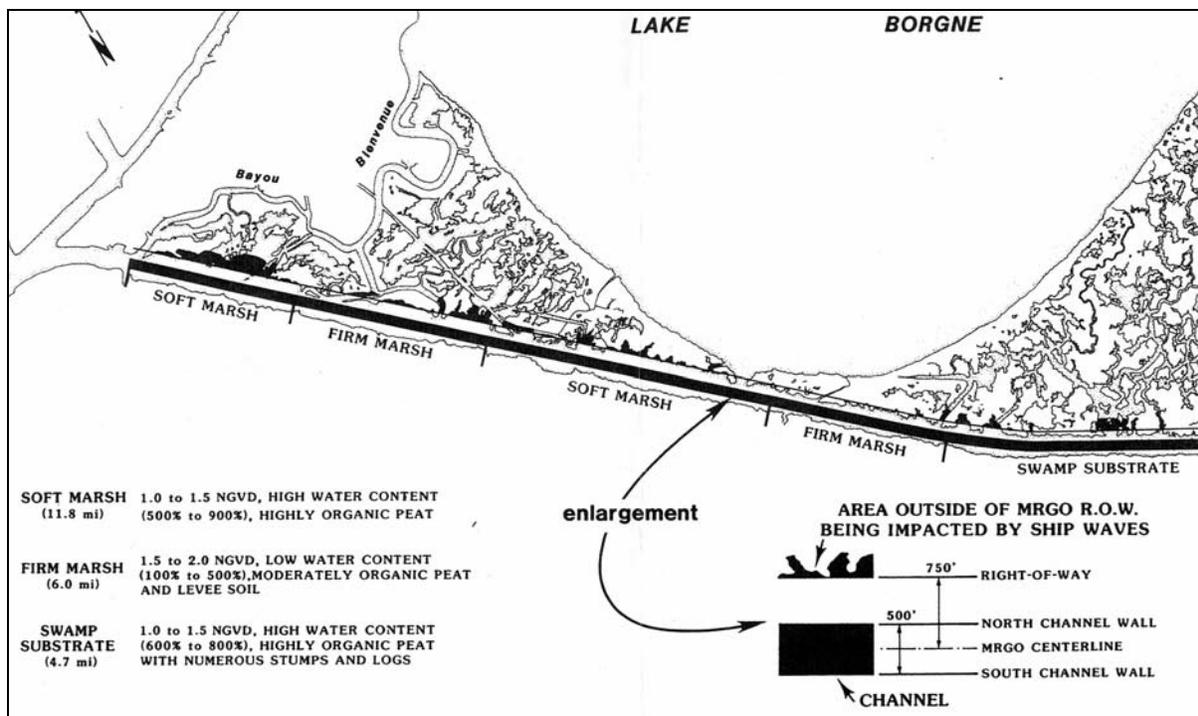 LAKE BORGNE
Bayou
Bienvenue
SOFT MARSH
FIRM MARSH
SOFT MARSH
FIRM MARSH
SWAMP SUBSTRATE
SOFT MARSH
(11.8 mi)
1.0 to 1.5 NGVD, HIGH WATER CONTENT
(500% to 900%), HIGHLY ORGANIC PEAT
FIRM MARSH
(6.0 mi)
1.5 to 2.0 NGVD, LOW WATER CONTENT
(100% to 500%),MODERATELY ORGANIC PEAT
AND LEVEE SOIL
SWAMP
SUBSTRATE
(4.7 mi)
1.0 to 1.5 NGVD, HIGH WATER CONTENT
(600% to 800%), HIGHLY ORGANIC PEAT
WITH NUMEROUS STUMPS AND LOGS
enlargement
AREA OUTSIDE OF MRGO R.O.W.
BEING IMPACTED BY SHIP WAVES
750'
RIGHT-OF-WAY
500'
NORTH CHANNEL WALL
MRGO CENTERLINE
SOUTH CHANNEL WALL
CHANNEL
N